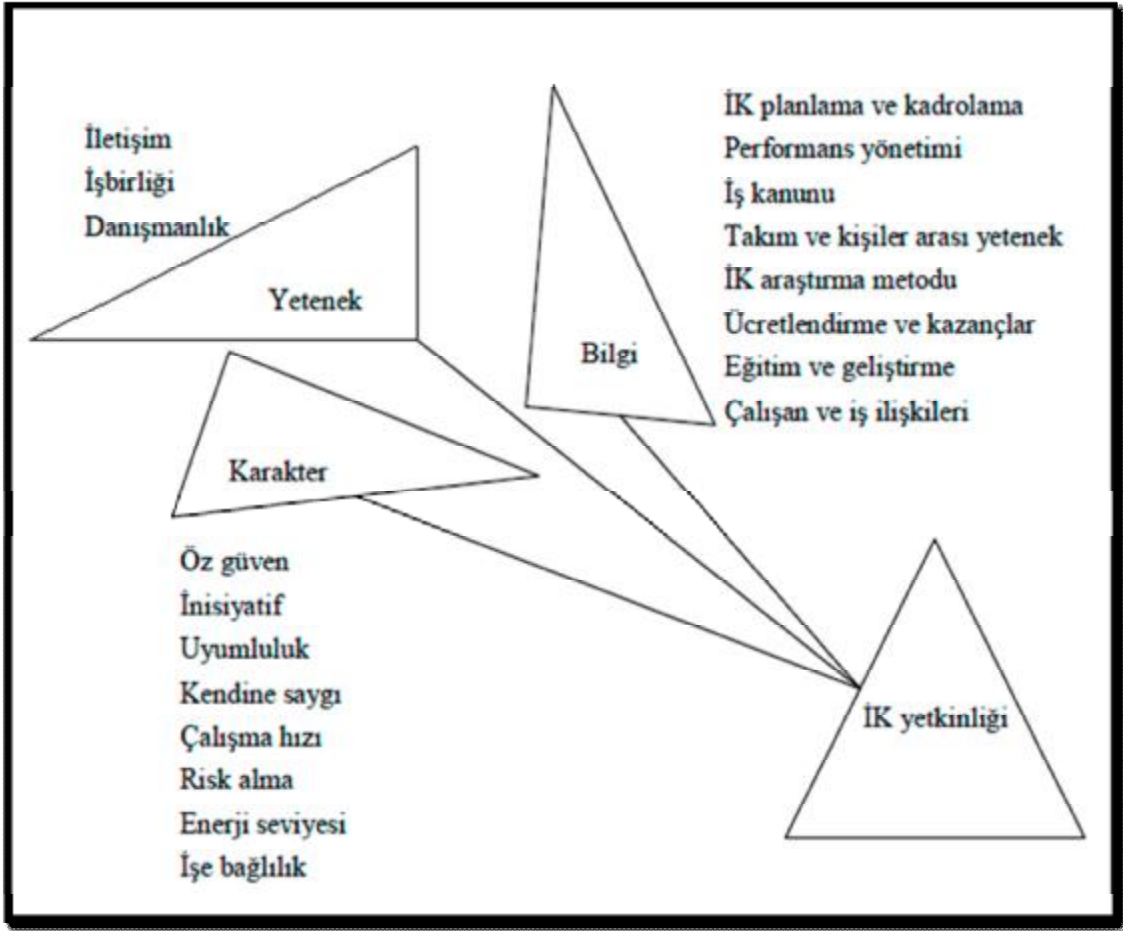 İletişim
İşbirliği
Danışmanlık
Yetenek
İK planlama ve kadrolama
Performans yönetimi
İş kanunu
Takım ve kişiler arası yetenek
İK araştırma metodu
Ücretlendirme ve kazançlar
Eğitim ve geliştirme
Çalışan ve iş ilişkileri
Bilgi
Karakter
Öz güven
İnisiyatif
Uyumluluk
Kendine saygı
Çalışma hızı
Risk alma
Enerji seviyesi
İşe bağlılık
İK yetkinliği